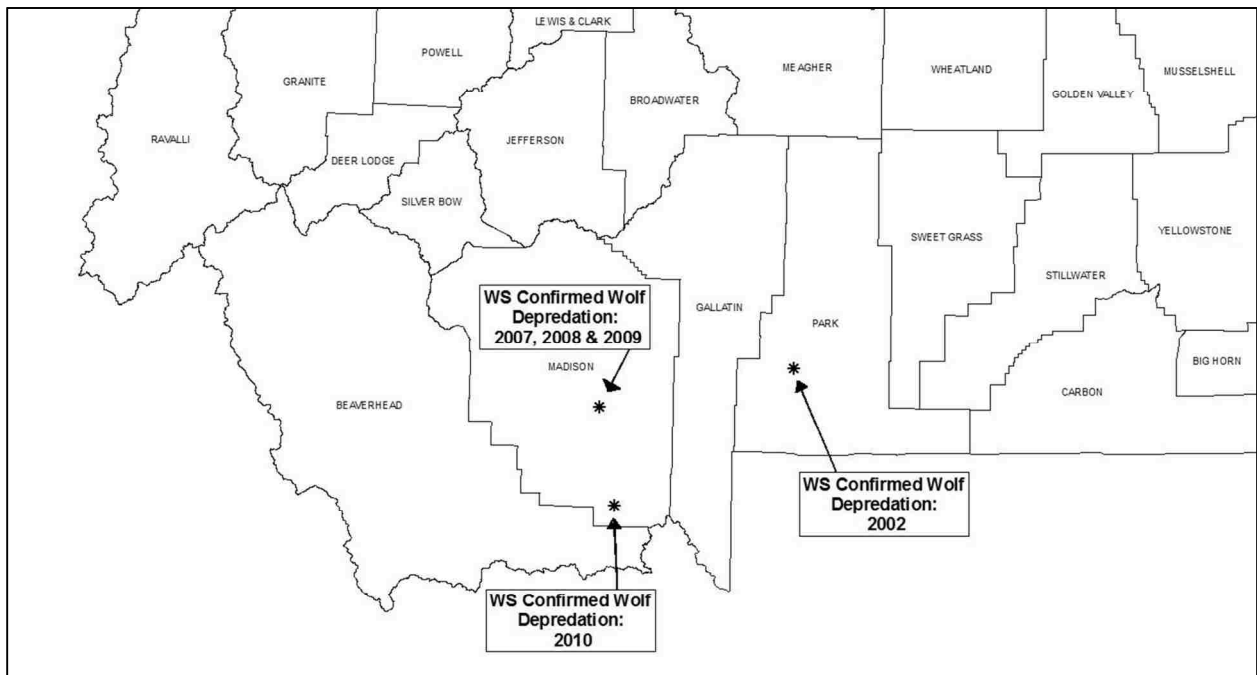 LEWIS & CLARK
POWELL
GRANITE
MEAGHER
WHEATLAND
MUSSELSHELL
BROADWATER
GOLDEN VALLEY
RAVALLI
JEFFERSON
DEER LODGE
SILVER BOW
SWEET GRASS
YELLOWSTONE
STILLWATER
WS Confirmed Wolf
Depredation:
2007, 2008 & 2009
GALLATIN
PARK
MADISON
BIG HORN
BEAVERHEAD
CARBON
WS Confirmed Wolf
Depredation:
2002
WS Confirmed Wolf
Depredation:
2010